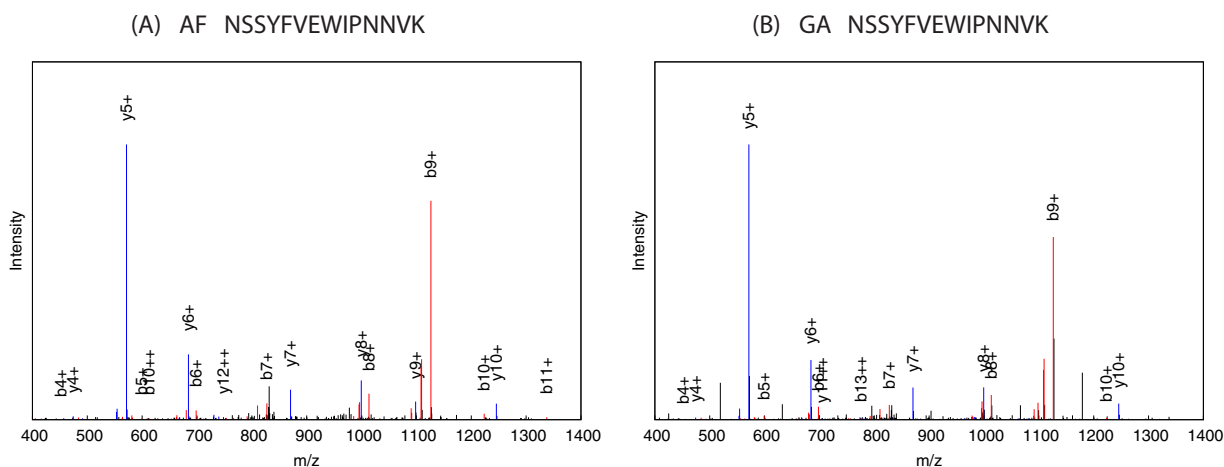 (A) AF NSSYFVEWIPNNVK
Intensity
b4+
y4+
y5+
b5+
b10++
y6+
b6+
y12++
b7+
y7+
y8+
b8+
y9+
b9+
b10+
y10+
b11+
400 500 600 700 800 900 1000 1100 1200 1300 1400
m/z
(B) GA NSSYFVEWIPNNVK
Intensity
b4+
y4+
y5+
b5+
y6+
b6+
y11++
b13++
b7+
y7+
y8+
b8+
b9+
b10+
y10+
400 500 600 700 800 900 1000 1100 1200 1300 1400
m/z